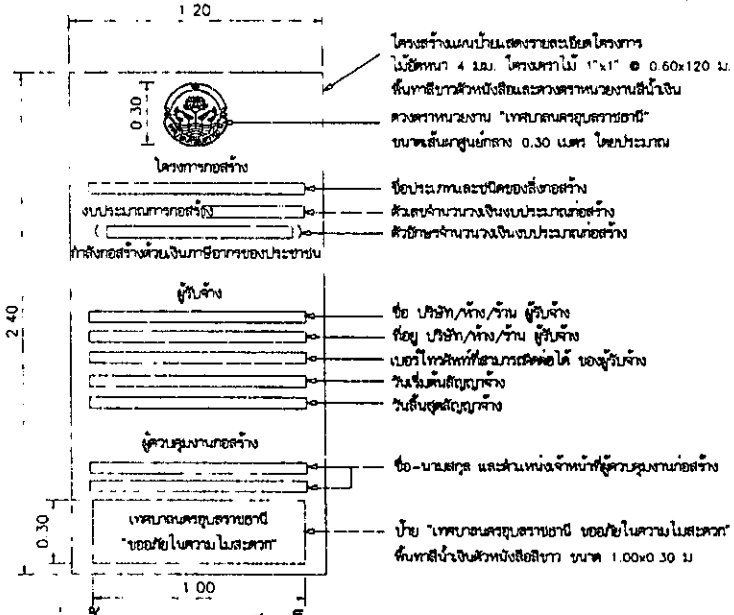 1 20
โครงสร้างแผนป้ายแสดงรายละเอียดโครงการ
ไม้อัดหนา 4 มม. โครงเคราไม้ 1"x1" @ 0.60x120 ม.
พื้นทาสีขาวตัวหนังสือและดวงตราหน่วยงานสีน้ำเงิน
0.30
ดวงตราหน่วยงาน "เทศบาลนครอุบลราชธานี"
ขนาดเส้นผาศูนย์กลาง 0.30 เมตร โดยประมาณ
โครงการกอสร้าง
ชื่อประเภทและชนิดของสิ่งกอสร้าง
งบประมาณการกอสร้าง
ตัวเลขจำนวนวงเงินงบประมาณก่อสร้าง
( )
ตัวอักษรจำนวนวงเงินงบประมาณก่อสร้าง
กำลังกอสร้างด้วยเงินภาษีอากรของประชาชน
2 40
ผู้รับจ้าง
ชื่อ บริษัท/ห้าง/ร้าน ผู้รับจ้าง
ที่อยู บริษัท/ห้าง/ร้าน ผู้รับจ้าง
เบอร์โทรศัพท์ที่สามารถติดต่อได้ ของผู้รับจ้าง
วันเริ่มต้นสัญญาจ้าง
วันสิ้นสุดสัญญาจ้าง
ผู้ควบคุมงานกอสร้าง
ชื่อ-นามสกุล และตำแหน่งเจ้าหน้าที่ผู้ควบคุมงานก่อสร้าง
0.30
เทศบาลนครอุบลราชธานี
"ขออภัยในความไมสะดวก"
ป้าย "เทศบาลนครอุบลราชธานี ขออภัยในความไมสะดวก"
พื้นทาสีน้ำเงินตัวหนังสือสีขาว ขนาด 1.00x0 30 ม
1 00